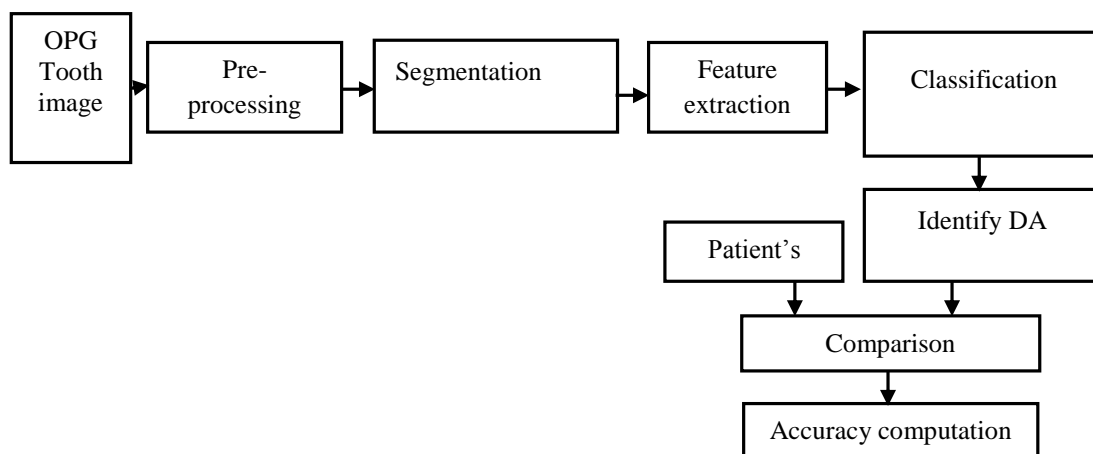 OPG
Tooth
image
Pre-
processing
Segmentation
Feature
extraction
Classification
Identify DA
Patient’s
Comparison
Accuracy computation